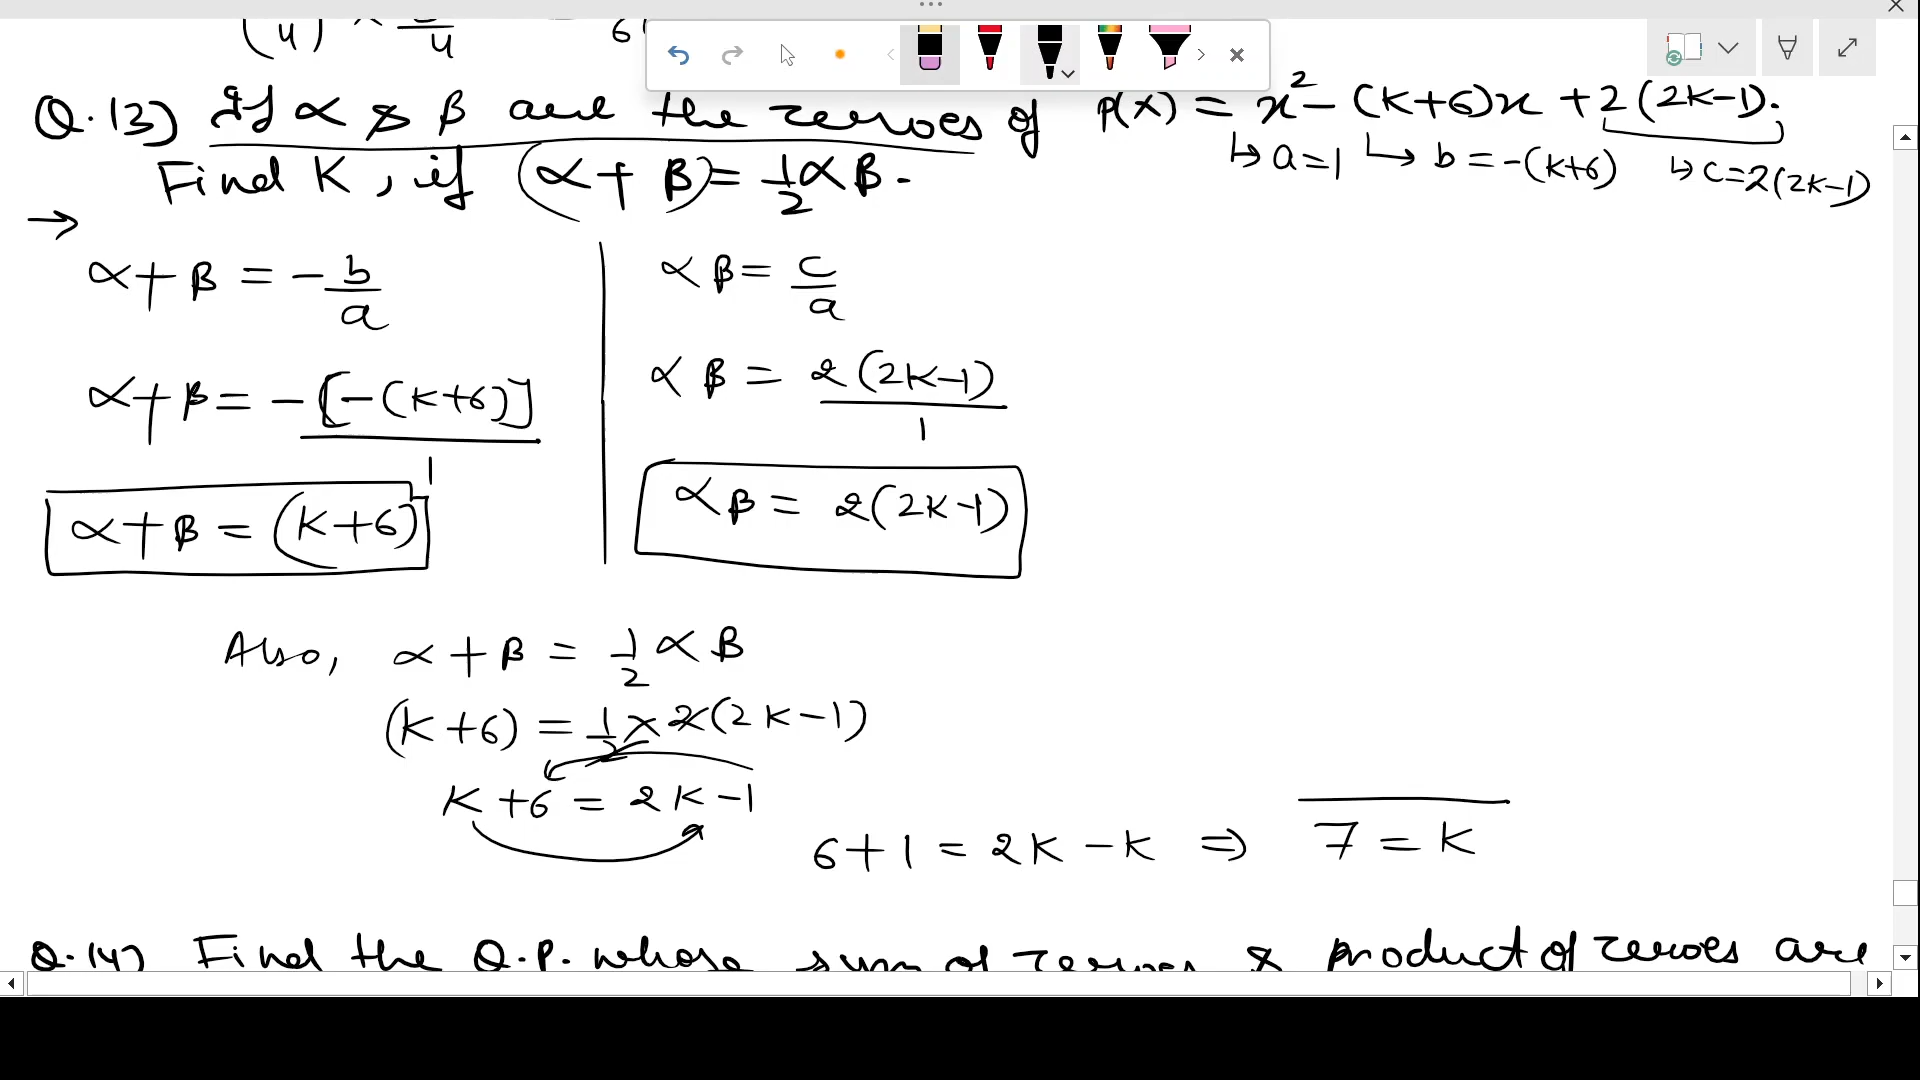 (4) × /4 = 6
Q.13) If α & β are the zeroes of p(x) = x² - (k+6)x + 2(2k-1).
↳ a=1 ↳ b = -(k+6) ↳ c=2(2k-1)
Find K, if (α + β) = 1/2 αβ.
→
α+β = -b/a
αβ = c/a
α+β = -[-(k+6)]/1
αβ = 2(2k-1)/1
α+β = (k+6)
αβ = 2(2k-1)
Also, α+β = 1/2 αβ
(k+6) = 1/2 × 2(2k-1)
k+6 = 2k-1
6+1 = 2k-k ⇒ 7 = k
Q.14) Find the Q.P. whose sum of zeroes & product of zeroes are